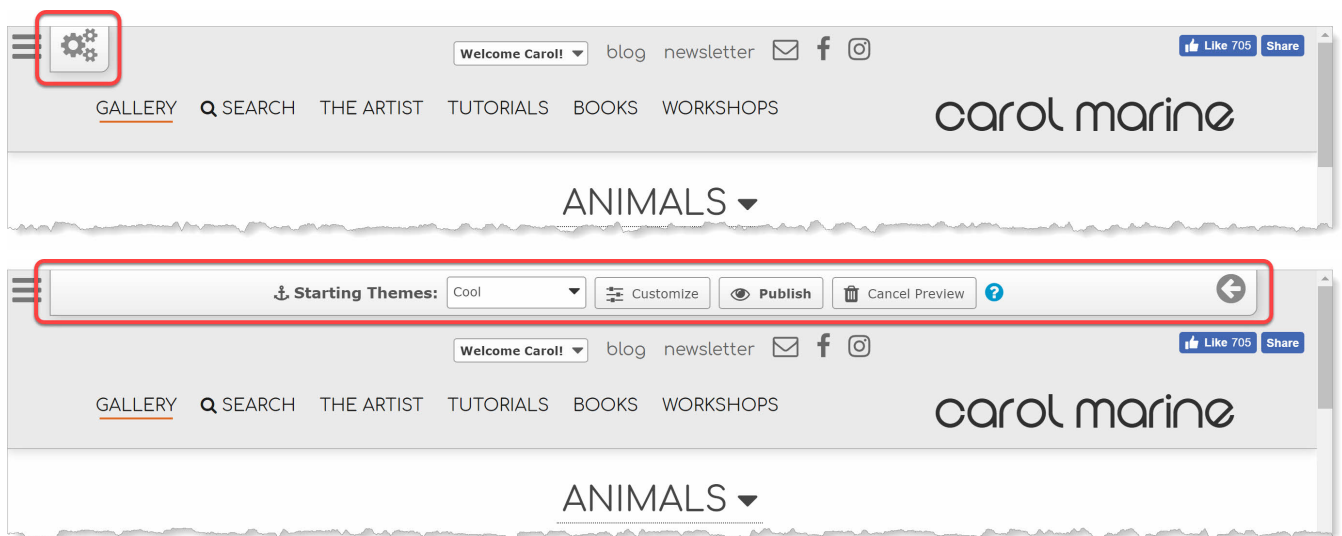 Welcome Carol! blog newsletter Like 705 Share
GALLERY SEARCH THE ARTIST TUTORIALS BOOKS WORKSHOPS carol marine
ANIMALS
Starting Themes: Cool Customize Publish Cancel Preview ?
Welcome Carol! blog newsletter Like 705 Share
GALLERY SEARCH THE ARTIST TUTORIALS BOOKS WORKSHOPS carol marine
ANIMALS